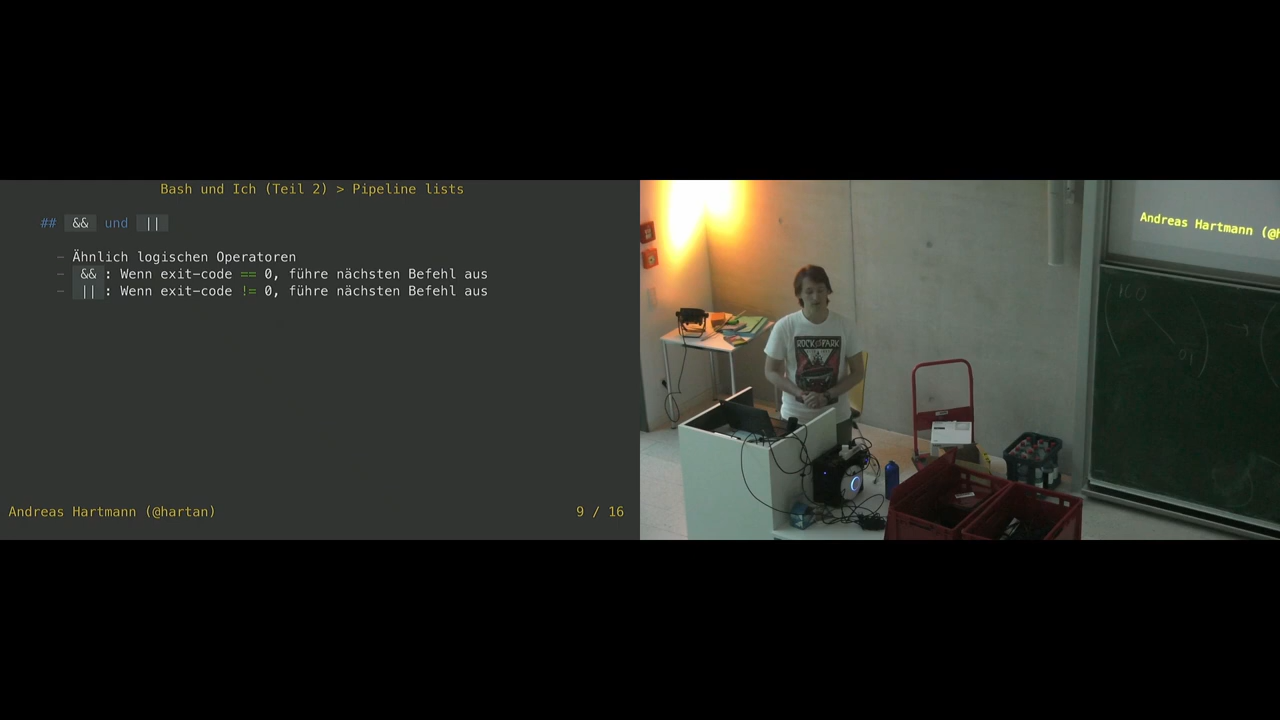 Bash und Ich (Teil 2) > Pipeline lists
## && und ||
- Ähnlich logischen Operatoren
- && : Wenn exit-code == 0, führe nächsten Befehl aus
- || : Wenn exit-code != 0, führe nächsten Befehl aus
Andreas Hartmann (@hartan)
9 / 16
Andreas Hartmann (@h
ROCK PARK